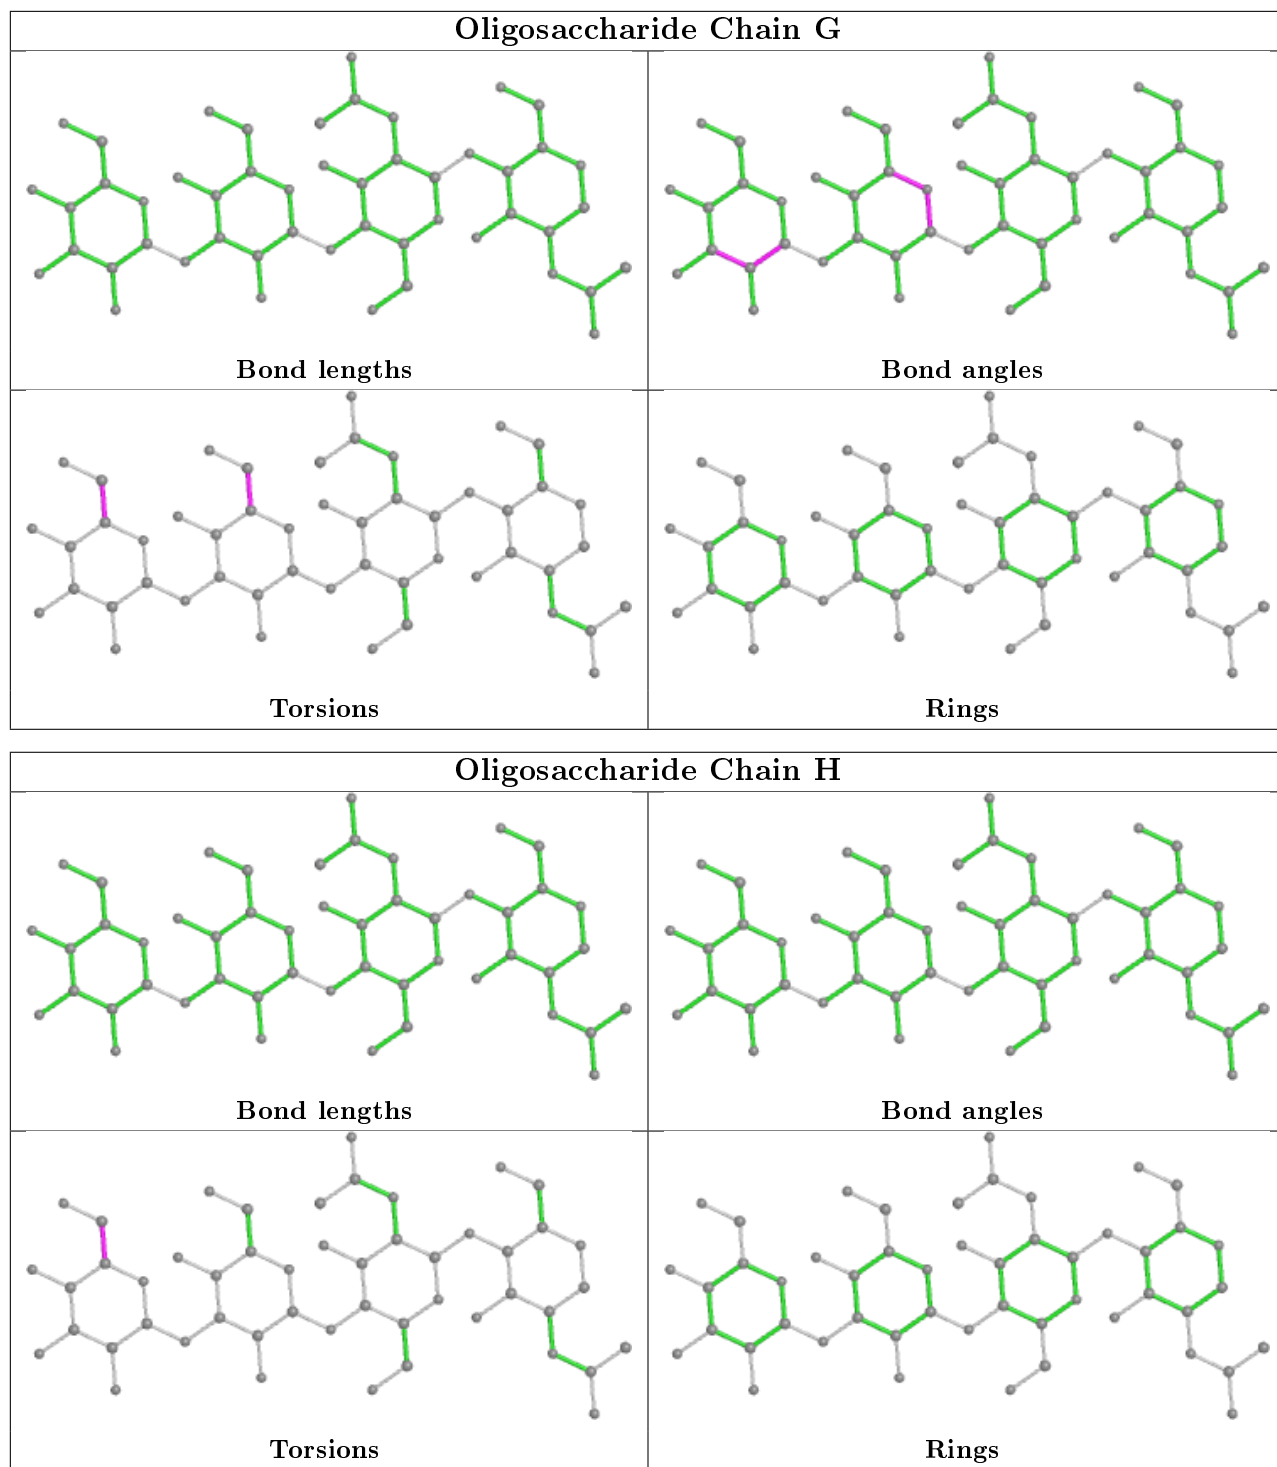 Oligosaccharide Chain G
Bond lengths
Bond angles
Torsions
Rings
Oligosaccharide Chain H
Bond lengths
Bond angles
Torsions
Rings